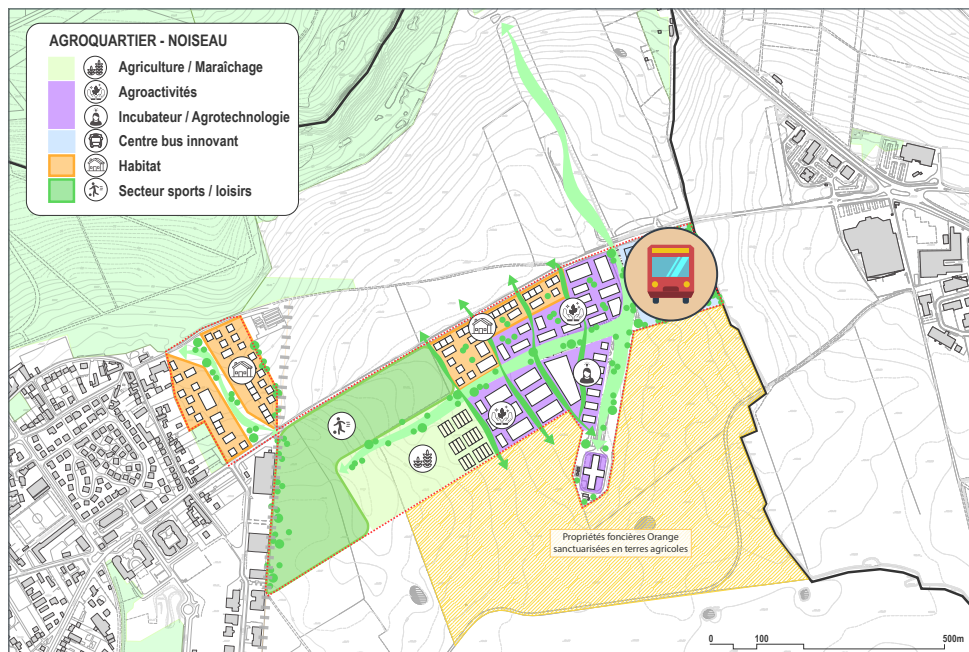 AGROQUARTIER - NOISEAU
Agriculture / Maraîchage
Agroactivités
Incubateur / Agrotechnologie
Centre bus innovant
Habitat
Secteur sports / loisirs
Propriétés foncières Orange
sanctuarisées en terres agricoles
0 100 500m